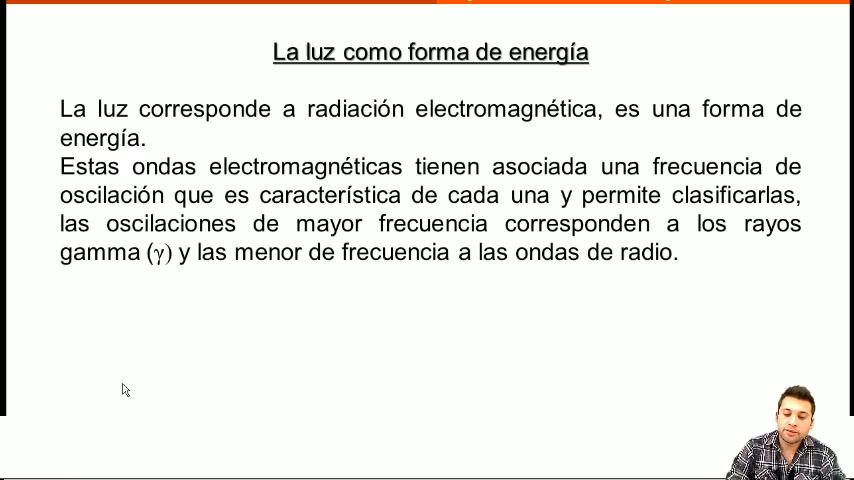 La luz como forma de energía
La luz corresponde a radiación electromagnética, es una forma de
energía.
Estas ondas electromagnéticas tienen asociada una frecuencia de
oscilación que es característica de cada una y permite clasificarlas,
las oscilaciones de mayor frecuencia corresponden a los rayos
gamma (γ) y las menor de frecuencia a las ondas de radio.